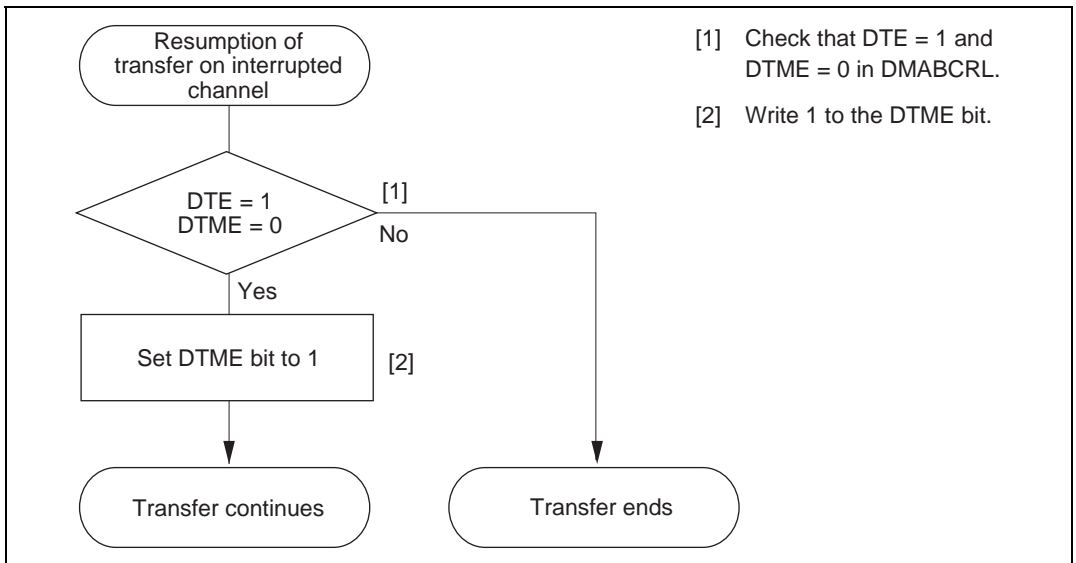 Resumption of
transfer on interrupted
channel
DTE = 1
DTME = 0
[1]
No
Yes
Set DTME bit to 1
[2]
Transfer continues
Transfer ends
[1] Check that DTE = 1 and
DTME = 0 in DMABCRL.
[2] Write 1 to the DTME bit.